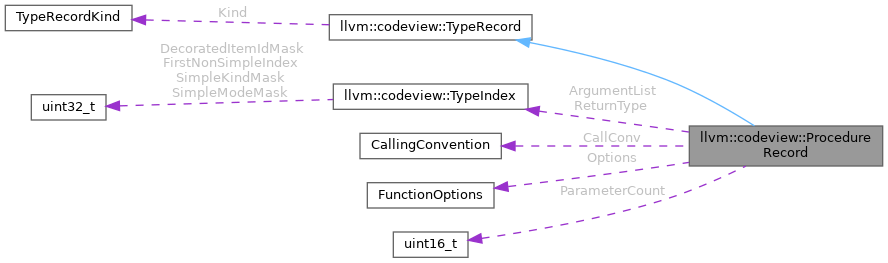 TypeRecordKind
Kind
llvm::codeview::TypeRecord
DecoratedItemIdMask
FirstNonSimpleIndex
SimpleKindMask
SimpleModeMask
uint32_t
llvm::codeview::TypeIndex
ArgumentList
ReturnType
llvm::codeview::Procedure
Record
CallingConvention
CallConv
Options
FunctionOptions
ParameterCount
uint16_t